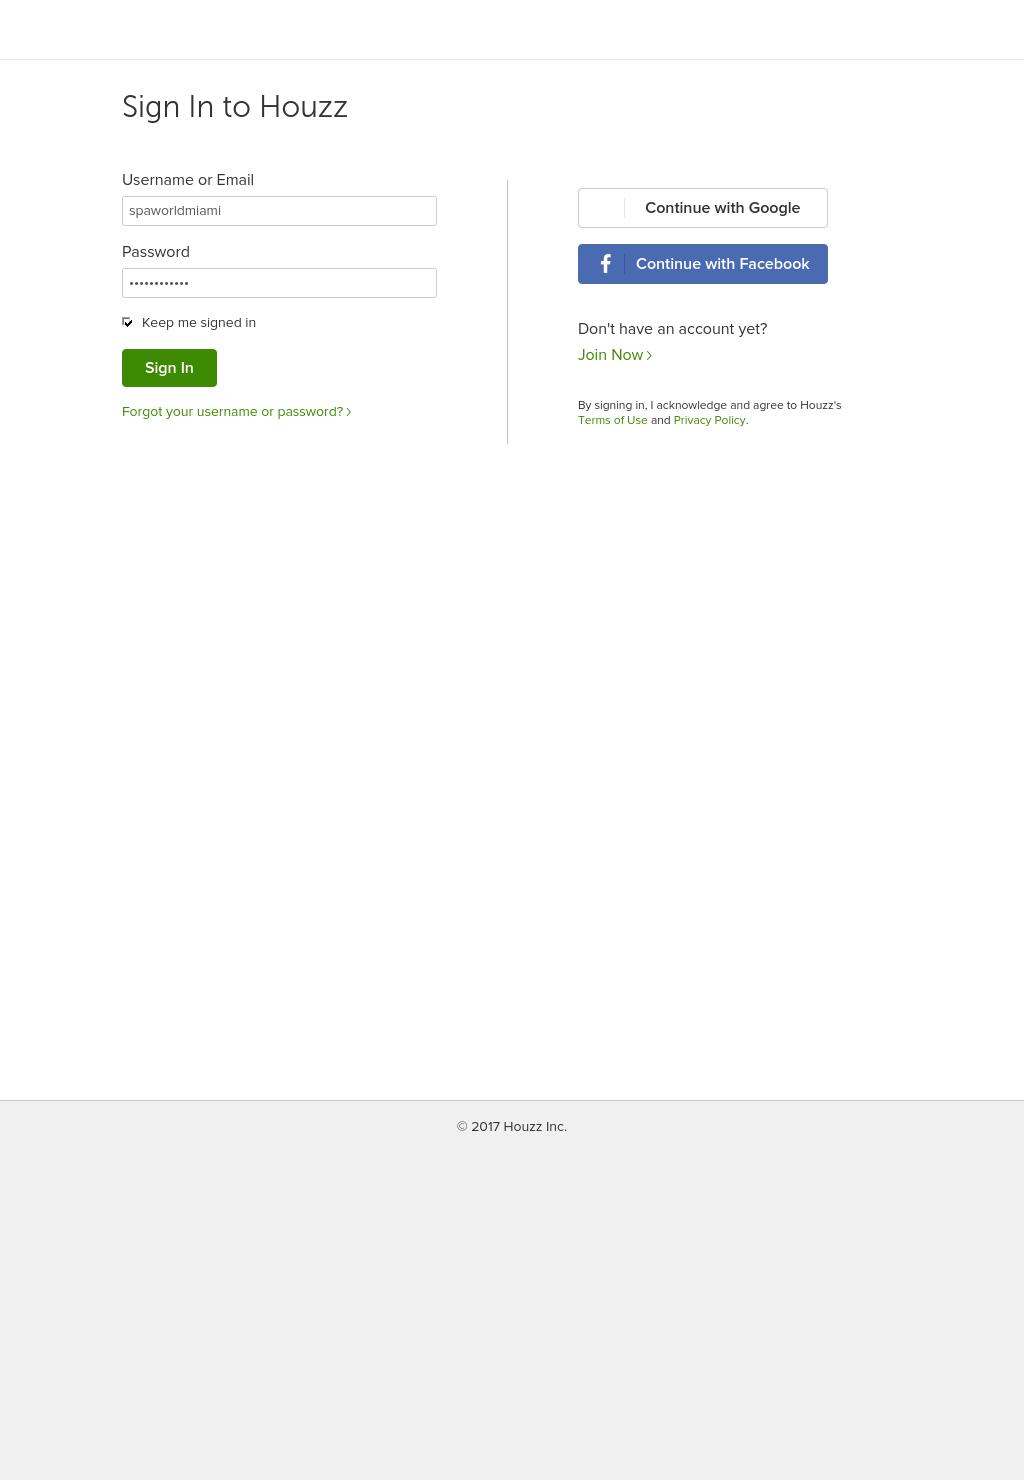 Sign In to Houzz
Username or Email
spaworldmiami
Password
••••••••••••
Keep me signed in
Sign In
Forgot your username or password? ›
Continue with Google
Continue with Facebook
Don't have an account yet?
Join Now ›
By signing in, I acknowledge and agree to Houzz's
Terms of Use and Privacy Policy.
© 2017 Houzz Inc.